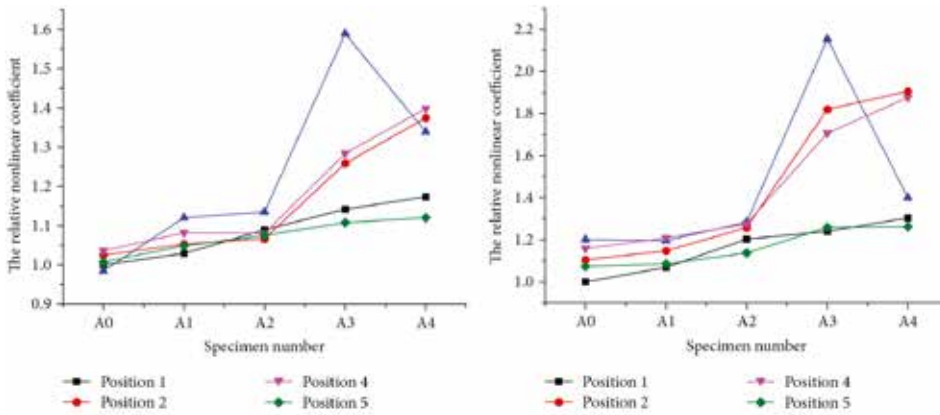 The relative nonlinear coefficient
1.6
1.5
1.4
1.3
1.2
1.1
1.0
0.9
A0 A1 A2 A3 A4
Specimen number
Position 1 Position 4
Position 2 Position 5
The relative nonlinear coefficient
2.2
2.0
1.8
1.6
1.4
1.2
1.0
A0 A1 A2 A3 A4
Specimen number
Position 1 Position 4
Position 2 Position 5